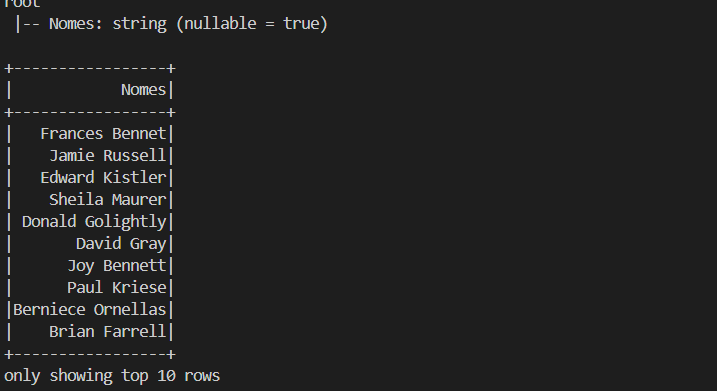 root
 |-- Nomes: string (nullable = true)

+-----------------+
|            Nomes|
+-----------------+
|   Frances Bennet|
|    Jamie Russell|
|   Edward Kistler|
|    Sheila Maurer|
| Donald Golightly|
|       David Gray|
|      Joy Bennett|
|      Paul Kriese|
|Berniece Ornellas|
|    Brian Farrell|
+-----------------+
only showing top 10 rows